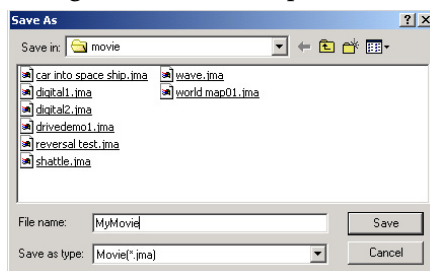 Save As
Save in: movie
car into space ship.jma
digital1.jma
digital2.jma
drivedemo1.jma
reversal test.jma
shattle.jma
wave.jma
world map01.jma
File name: MyMovie Save
Save as type: Movie(*.jma) Cancel